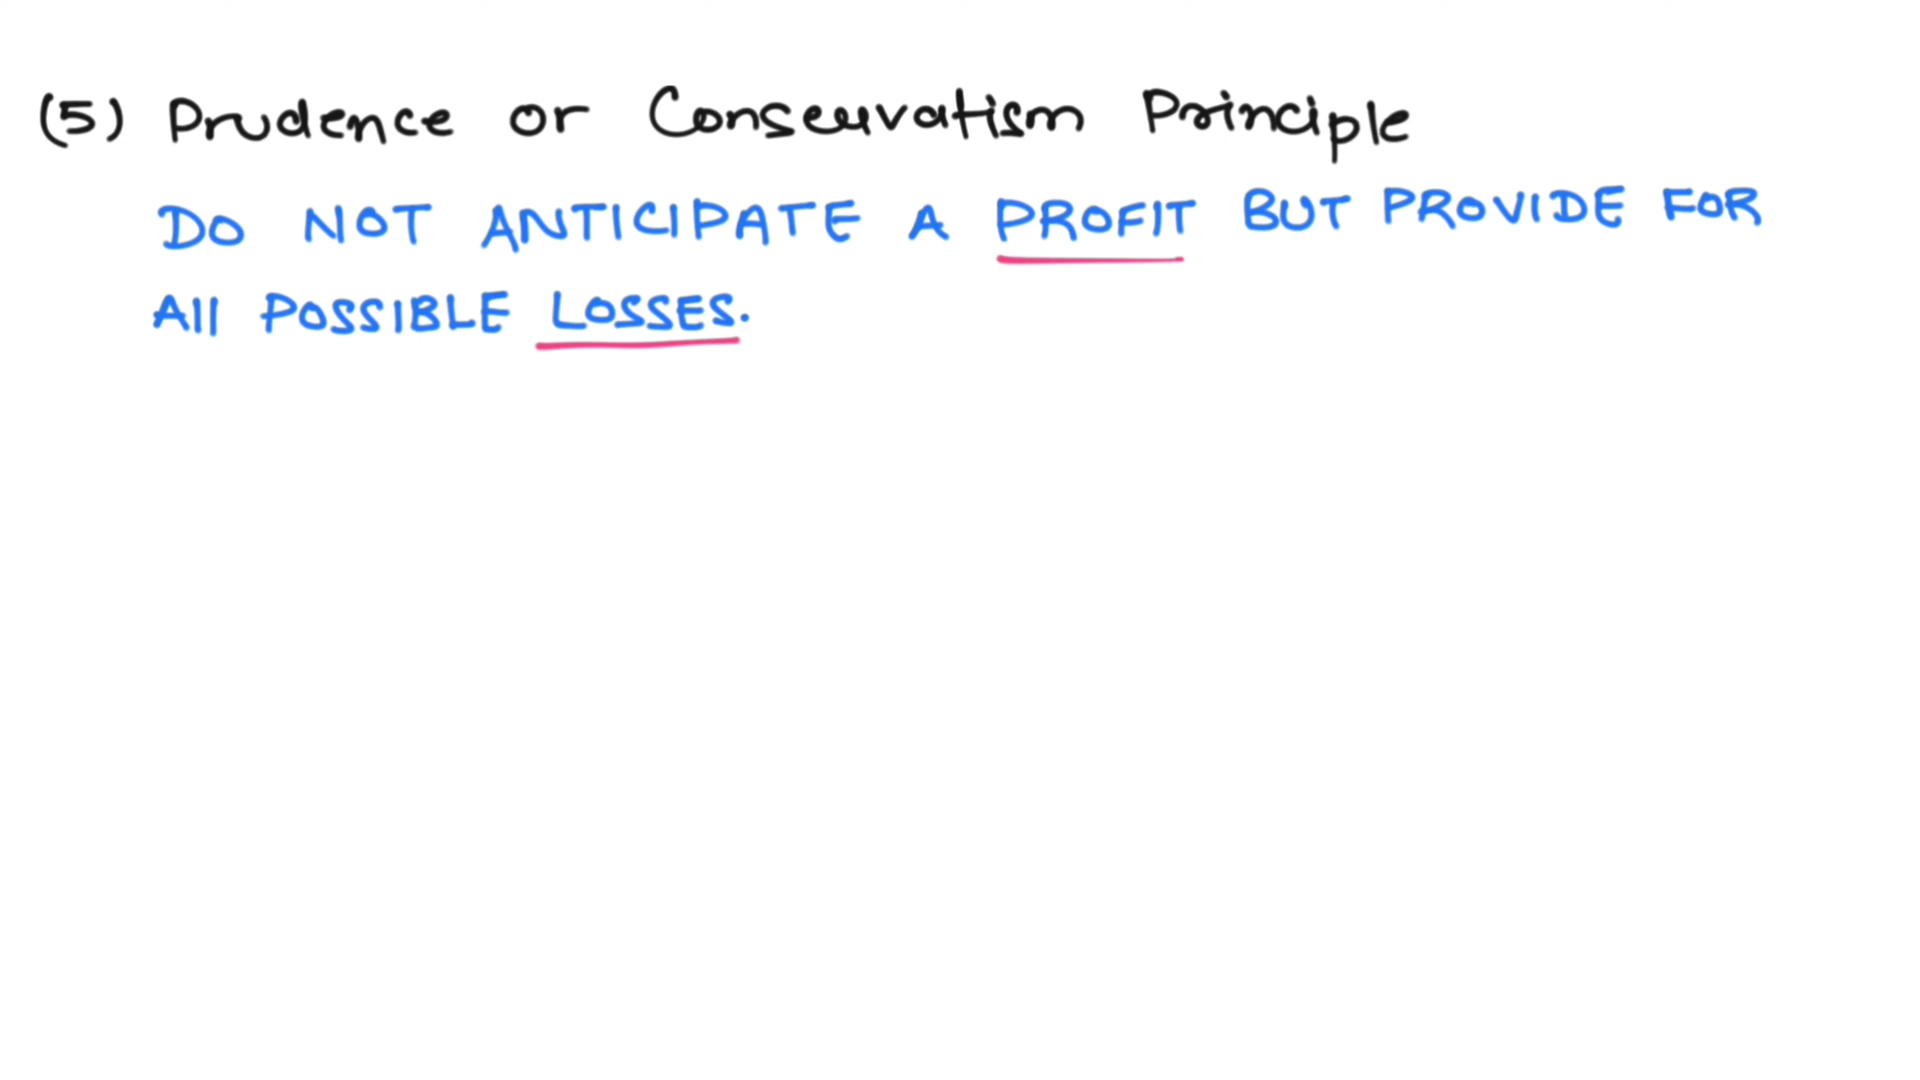 (5) Prudence or Conservatism Principle
DO NOT ANTICIPATE A PROFIT BUT PROVIDE FOR
All POSSIBLE LOSSES.